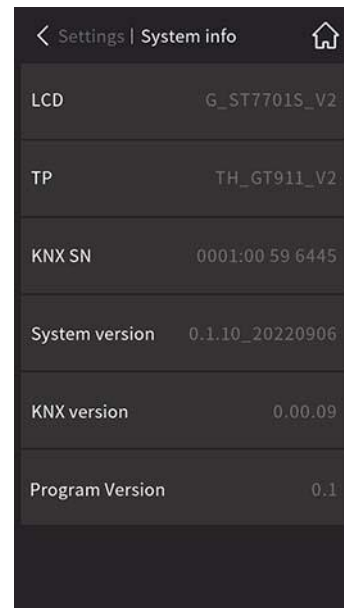 Settings | System info
LCD G_ST7701S_V2
TP TH_GT911_V2
KNX SN 0001:00 59 6445
System version 0.1.10_20220906
KNX version 0.00.09
Program Version 0.1